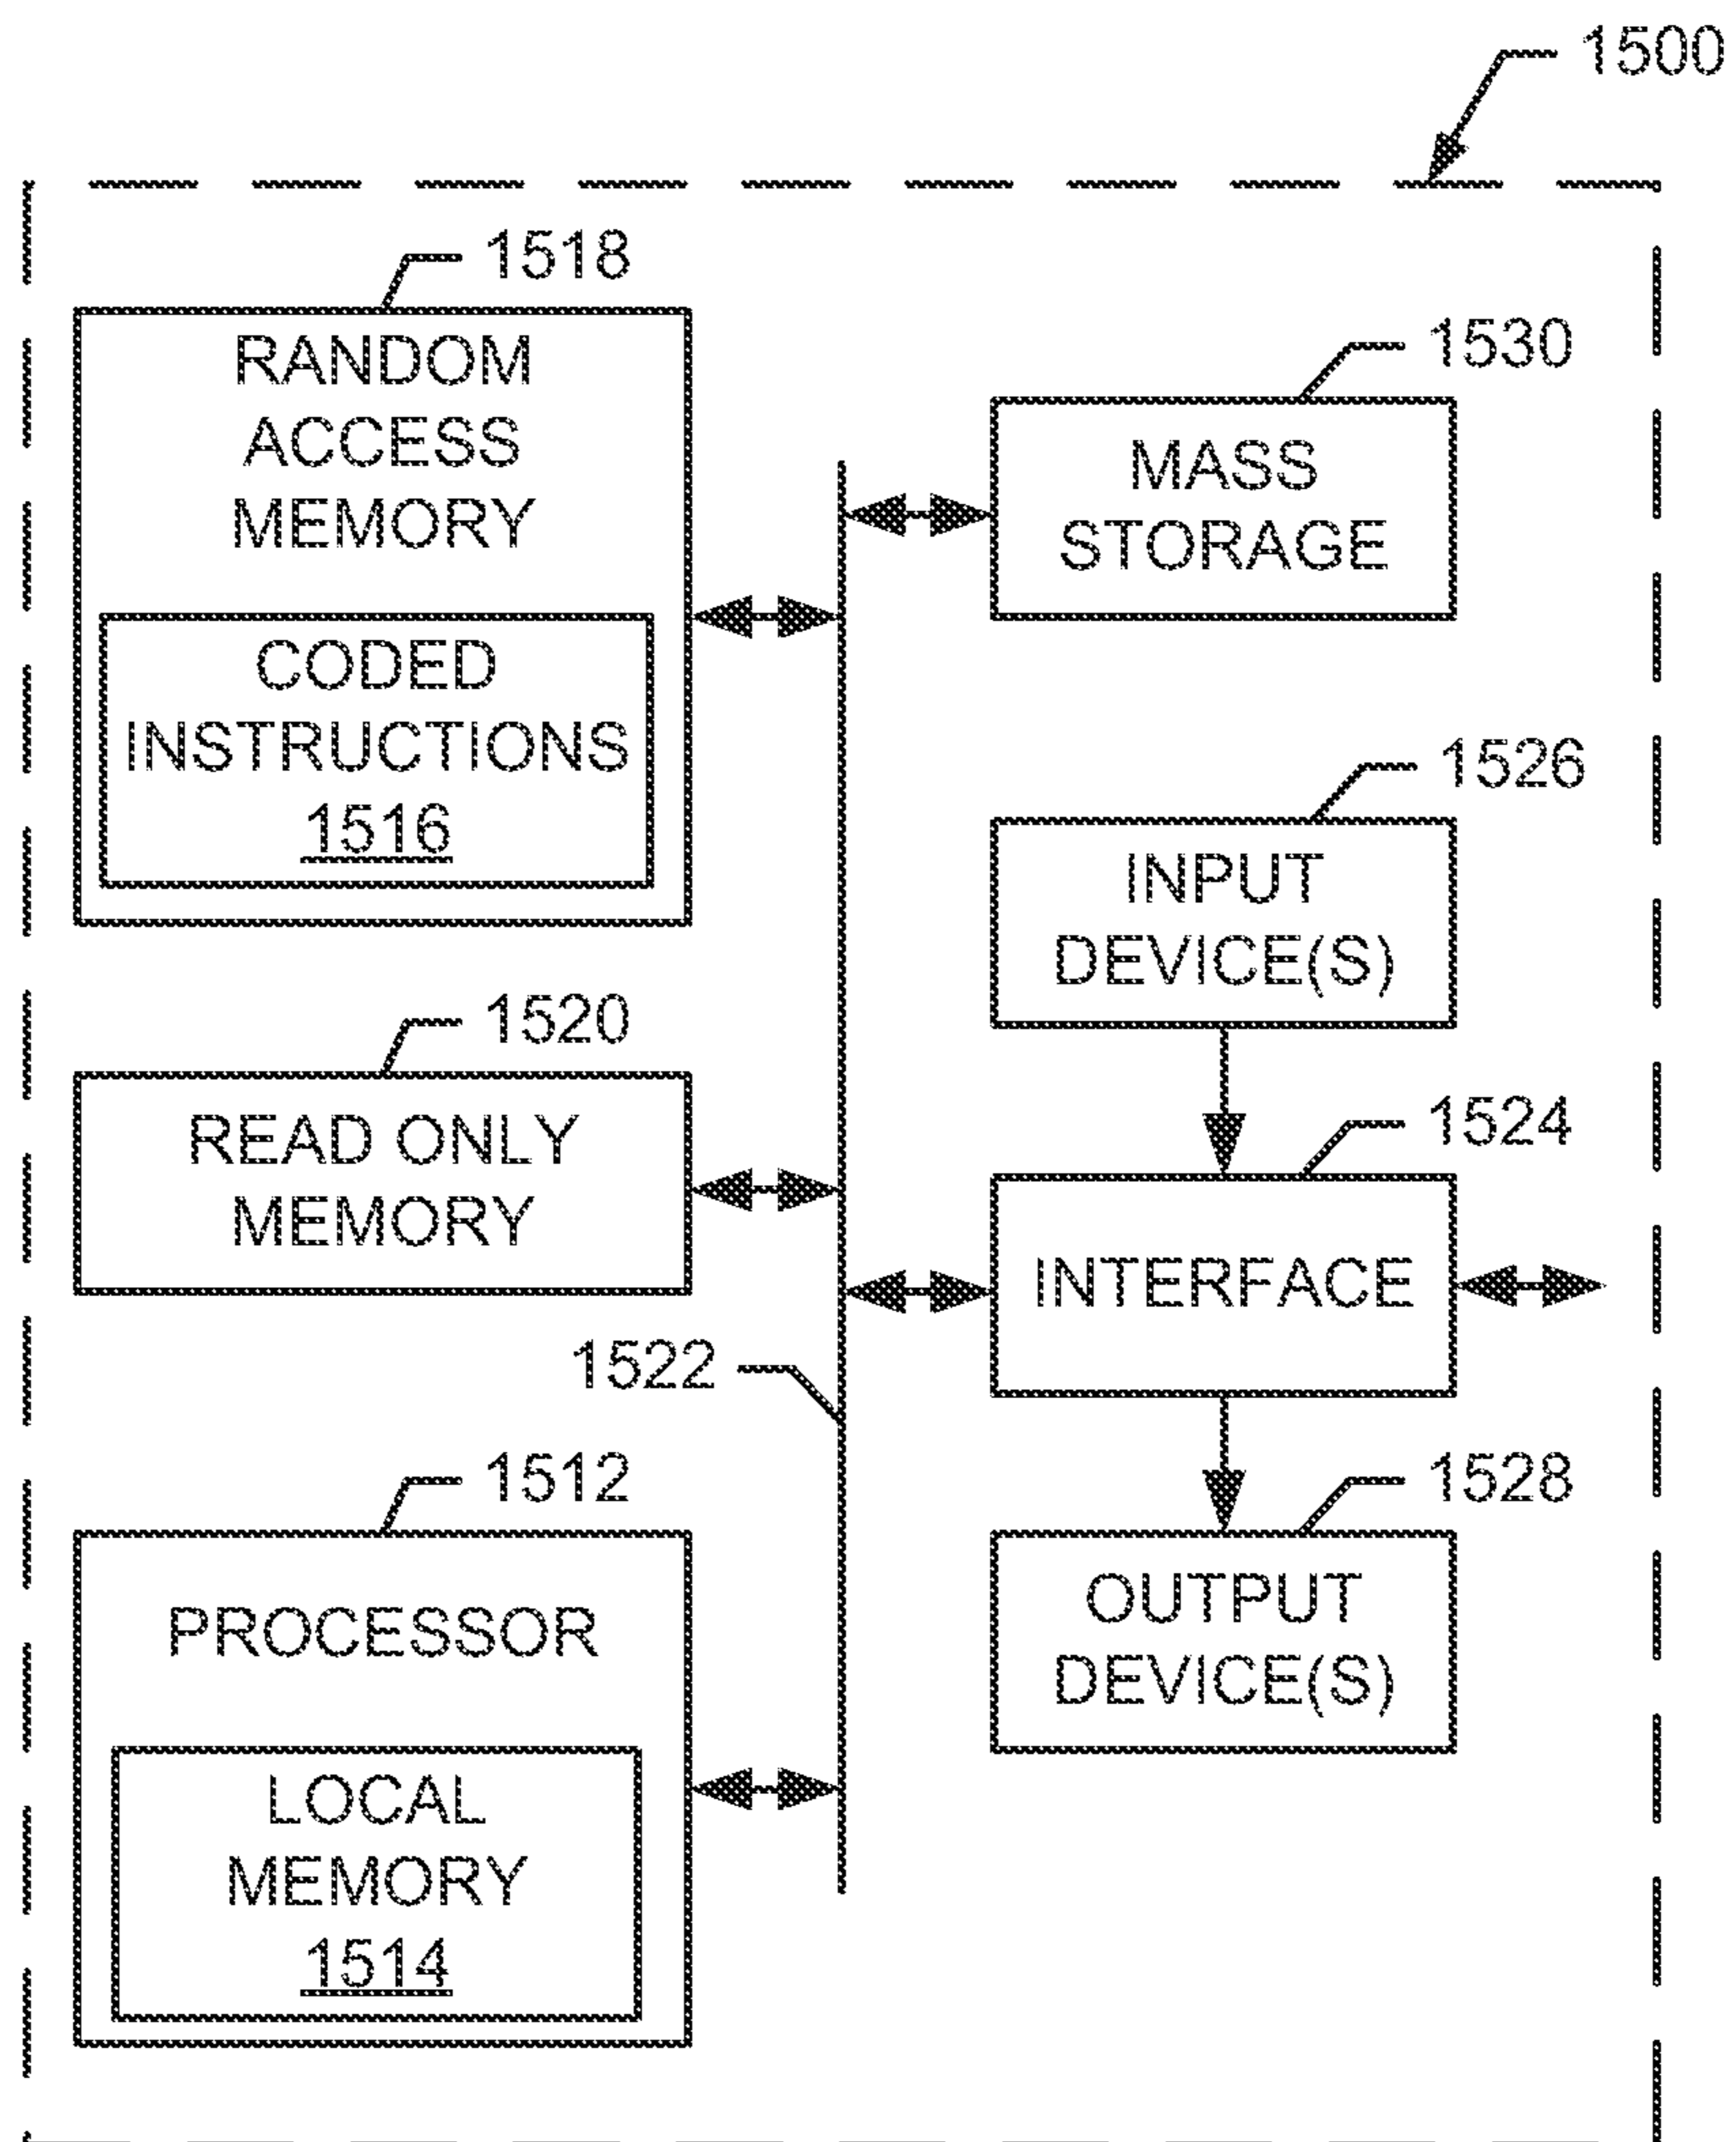 1500
1518
RANDOM
ACCESS
MEMORY
CODED
INSTRUCTIONS
1516
1530
MASS
STORAGE
1526
INPUT
DEVICE(S)
1520
READ ONLY
MEMORY
1524
INTERFACE
1522
1512
PROCESSOR
LOCAL
MEMORY
1514
1528
OUTPUT
DEVICE(S)